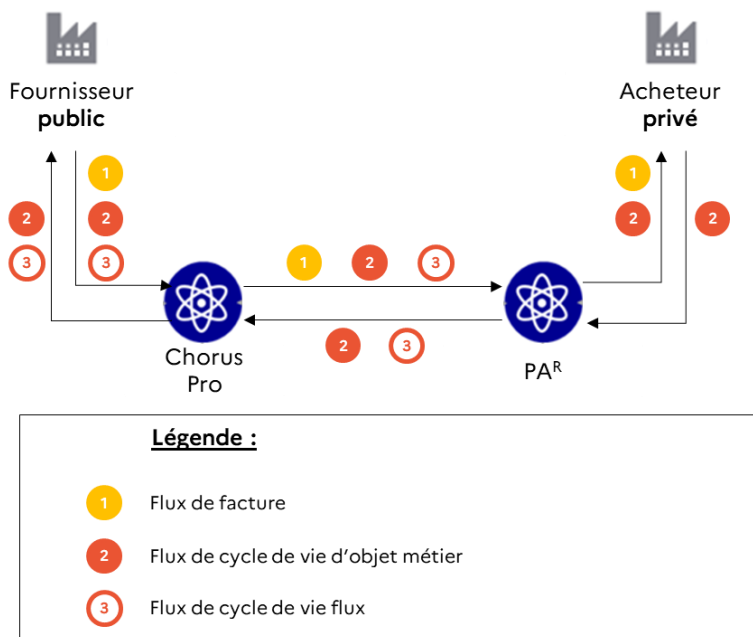 Fournisseur
public
Acheteur
privé
1
1
2
2
2
2
3
3
1
2
3
Chorus
Pro
2
3
PAᴿ
Légende :
1 Flux de facture
2 Flux de cycle de vie d'objet métier
3 Flux de cycle de vie flux